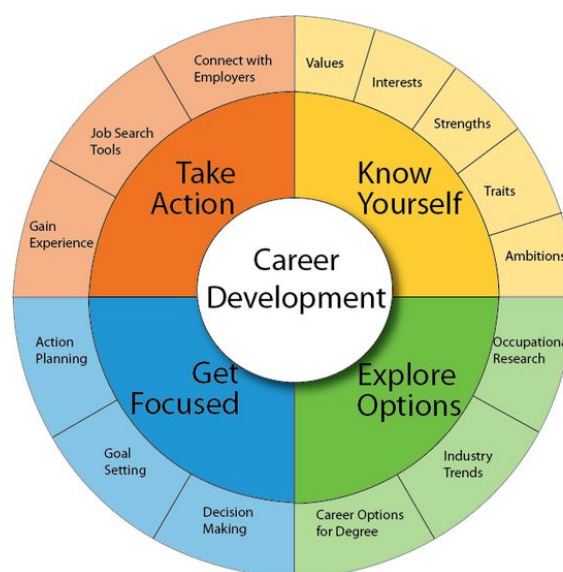 Career
Development
Know
Yourself
Values
Interests
Strengths
Traits
Ambitions
Explore
Options
Occupational
Research
Industry
Trends
Career Options
for Degree
Get
Focused
Decision
Making
Goal
Setting
Action
Planning
Take
Action
Gain
Experience
Job Search
Tools
Connect with
Employers